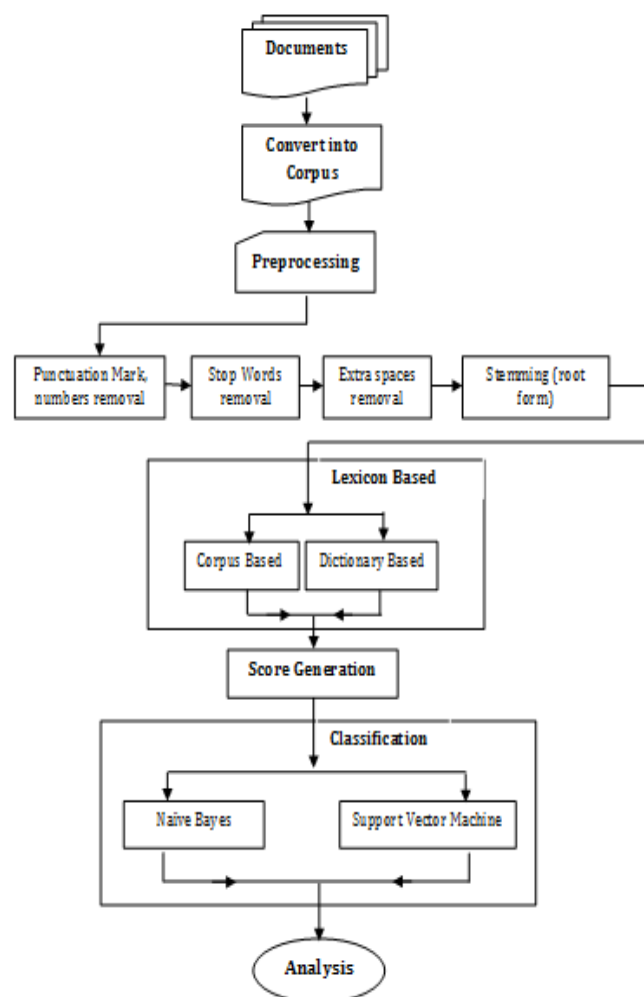 Documents
Convert into
Corpus
Preprocessing
Punctuation Mark,
numbers removal
Stop Words
removal
Extra spaces
removal
Stemming (root
form)
Lexicon Based
Corpus Based
Dictionary Based
Score Generation
Classification
Naïve Bayes
Support Vector Machine
Analysis